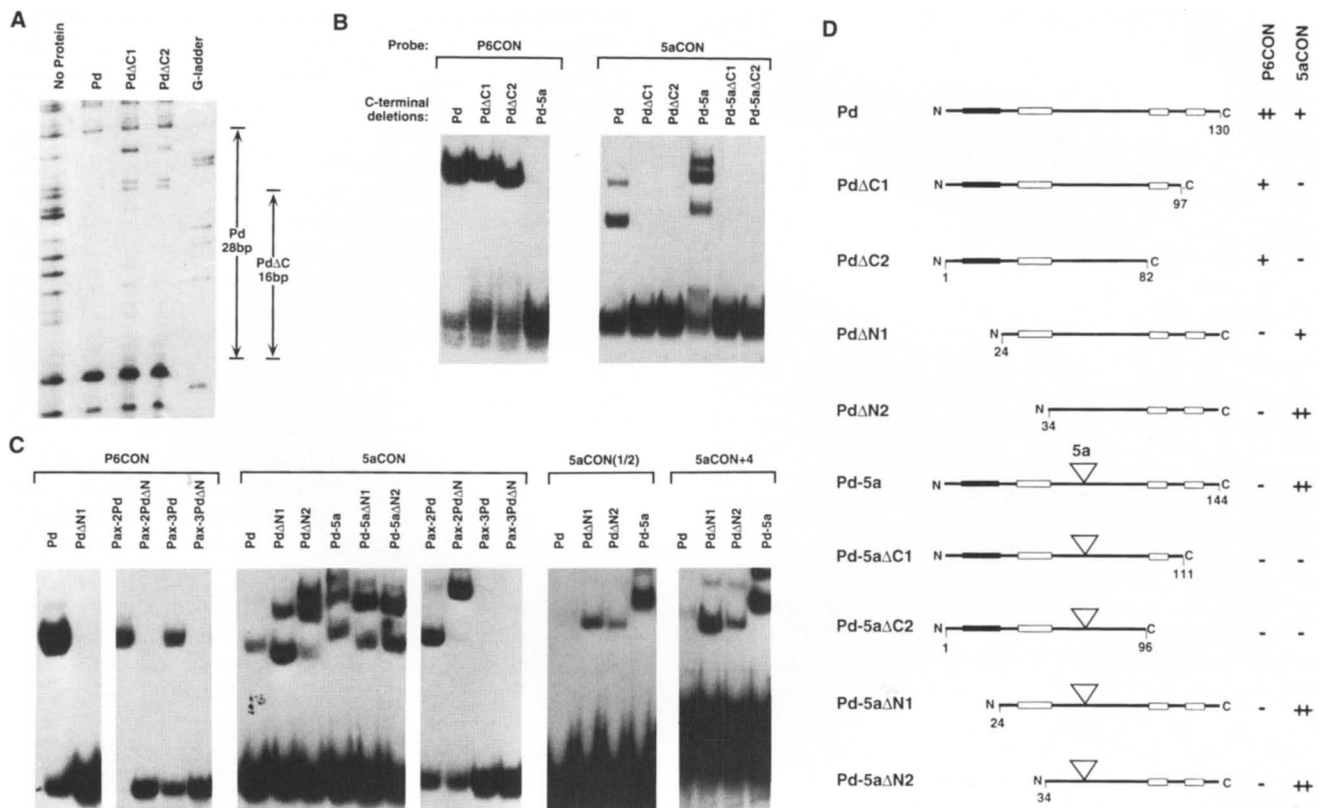 A
No Protein
Pd
PdΔC1
PdΔC2
G-ladder
Pd
28bp
PdΔC
16bp
B
Probe:
P6CON
5aCON
C-terminal
deletions:
Pd
PdΔC1
PdΔC2
Pd-5a
Pd
PdΔC1
PdΔC2
Pd-5a
Pd-5aΔC1
Pd-5aΔC2
C
P6CON
5aCON
5aCON(1/2)
5aCON+4
Pd
PdΔN1
Pax-2Pd
Pax-2PdΔN
Pax-3Pd
Pax-3PdΔN
Pd
PdΔN1
PdΔN2
Pd-5a
Pd-5aΔN1
Pd-5aΔN2
Pax-2Pd
Pax-2PdΔN
Pax-3Pd
Pax-3PdΔN
Pd
PdΔN1
PdΔN2
Pd-5a
Pd
PdΔN1
PdΔN2
Pd-5a
D
P6CON
5aCON
Pd N C ++ +
130
PdΔC1 N C + -
97
PdΔC2 N C + -
1 82
PdΔN1 N C - +
24
PdΔN2 N C - ++
34
5a
Pd-5a N C - ++
144
Pd-5aΔC1 N C - -
111
Pd-5aΔC2 N C - -
1 96
Pd-5aΔN1 N C - ++
24
Pd-5aΔN2 N C - ++
34